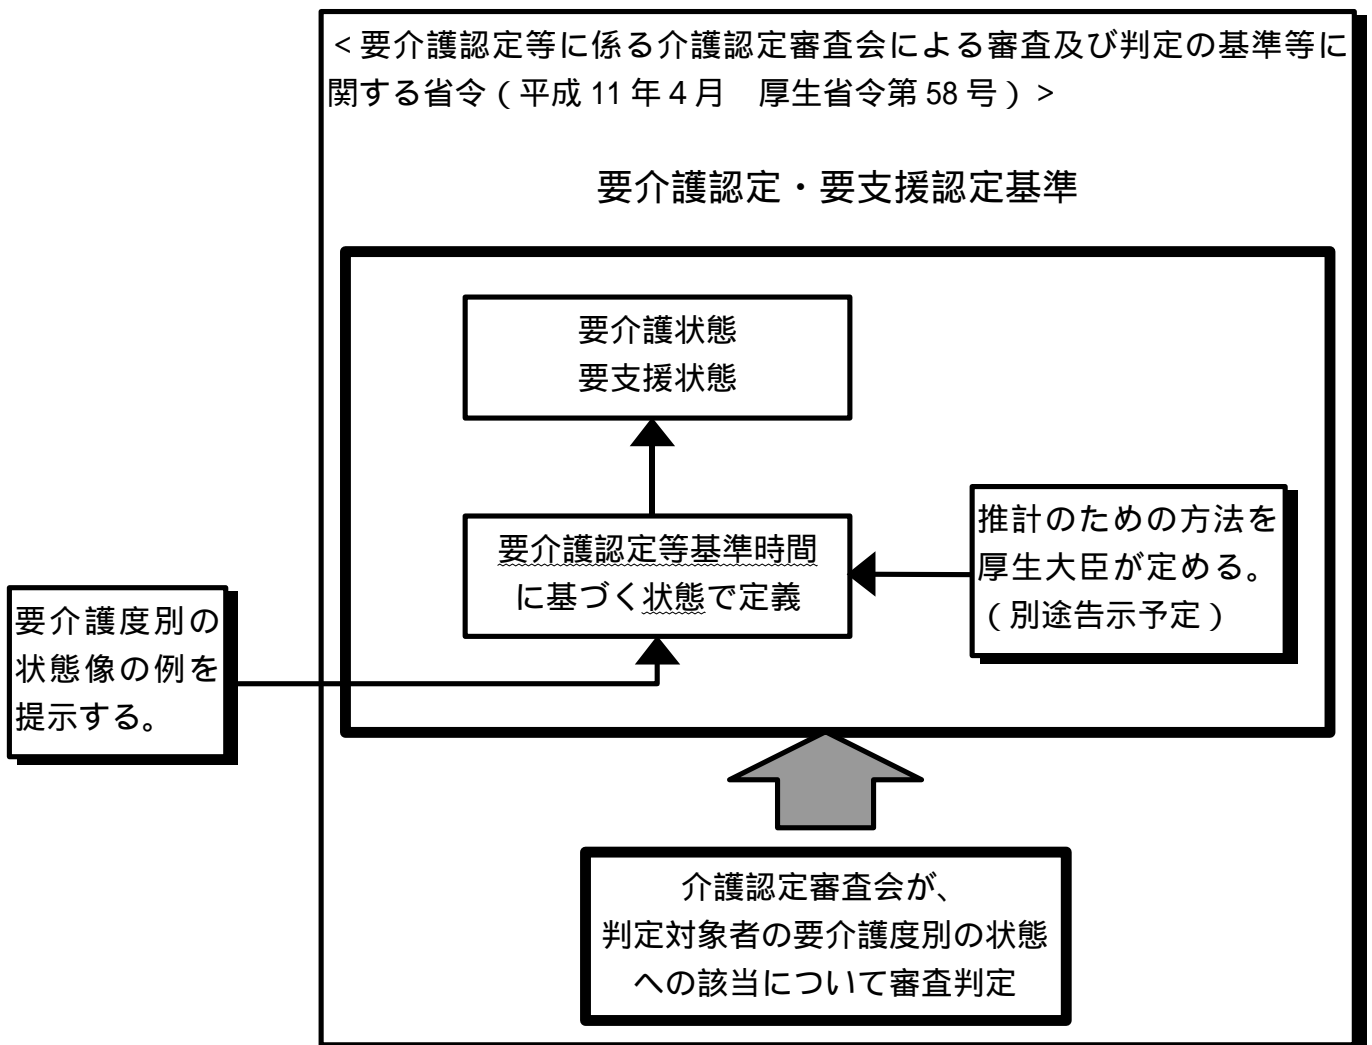 ＜要介護認定等に係る介護認定審査会による審査及び判定の基準等に
関する省令（平成 11 年４月　厚生省令第 58 号）＞
要介護認定・要支援認定基準
要介護状態
要支援状態
要介護認定等基準時間
に基づく状態で定義
推計のための方法を
厚生大臣が定める。
（別途告示予定）
要介護度別の
状態像の例を
提示する。
介護認定審査会が、
判定対象者の要介護度別の状態
への該当について審査判定